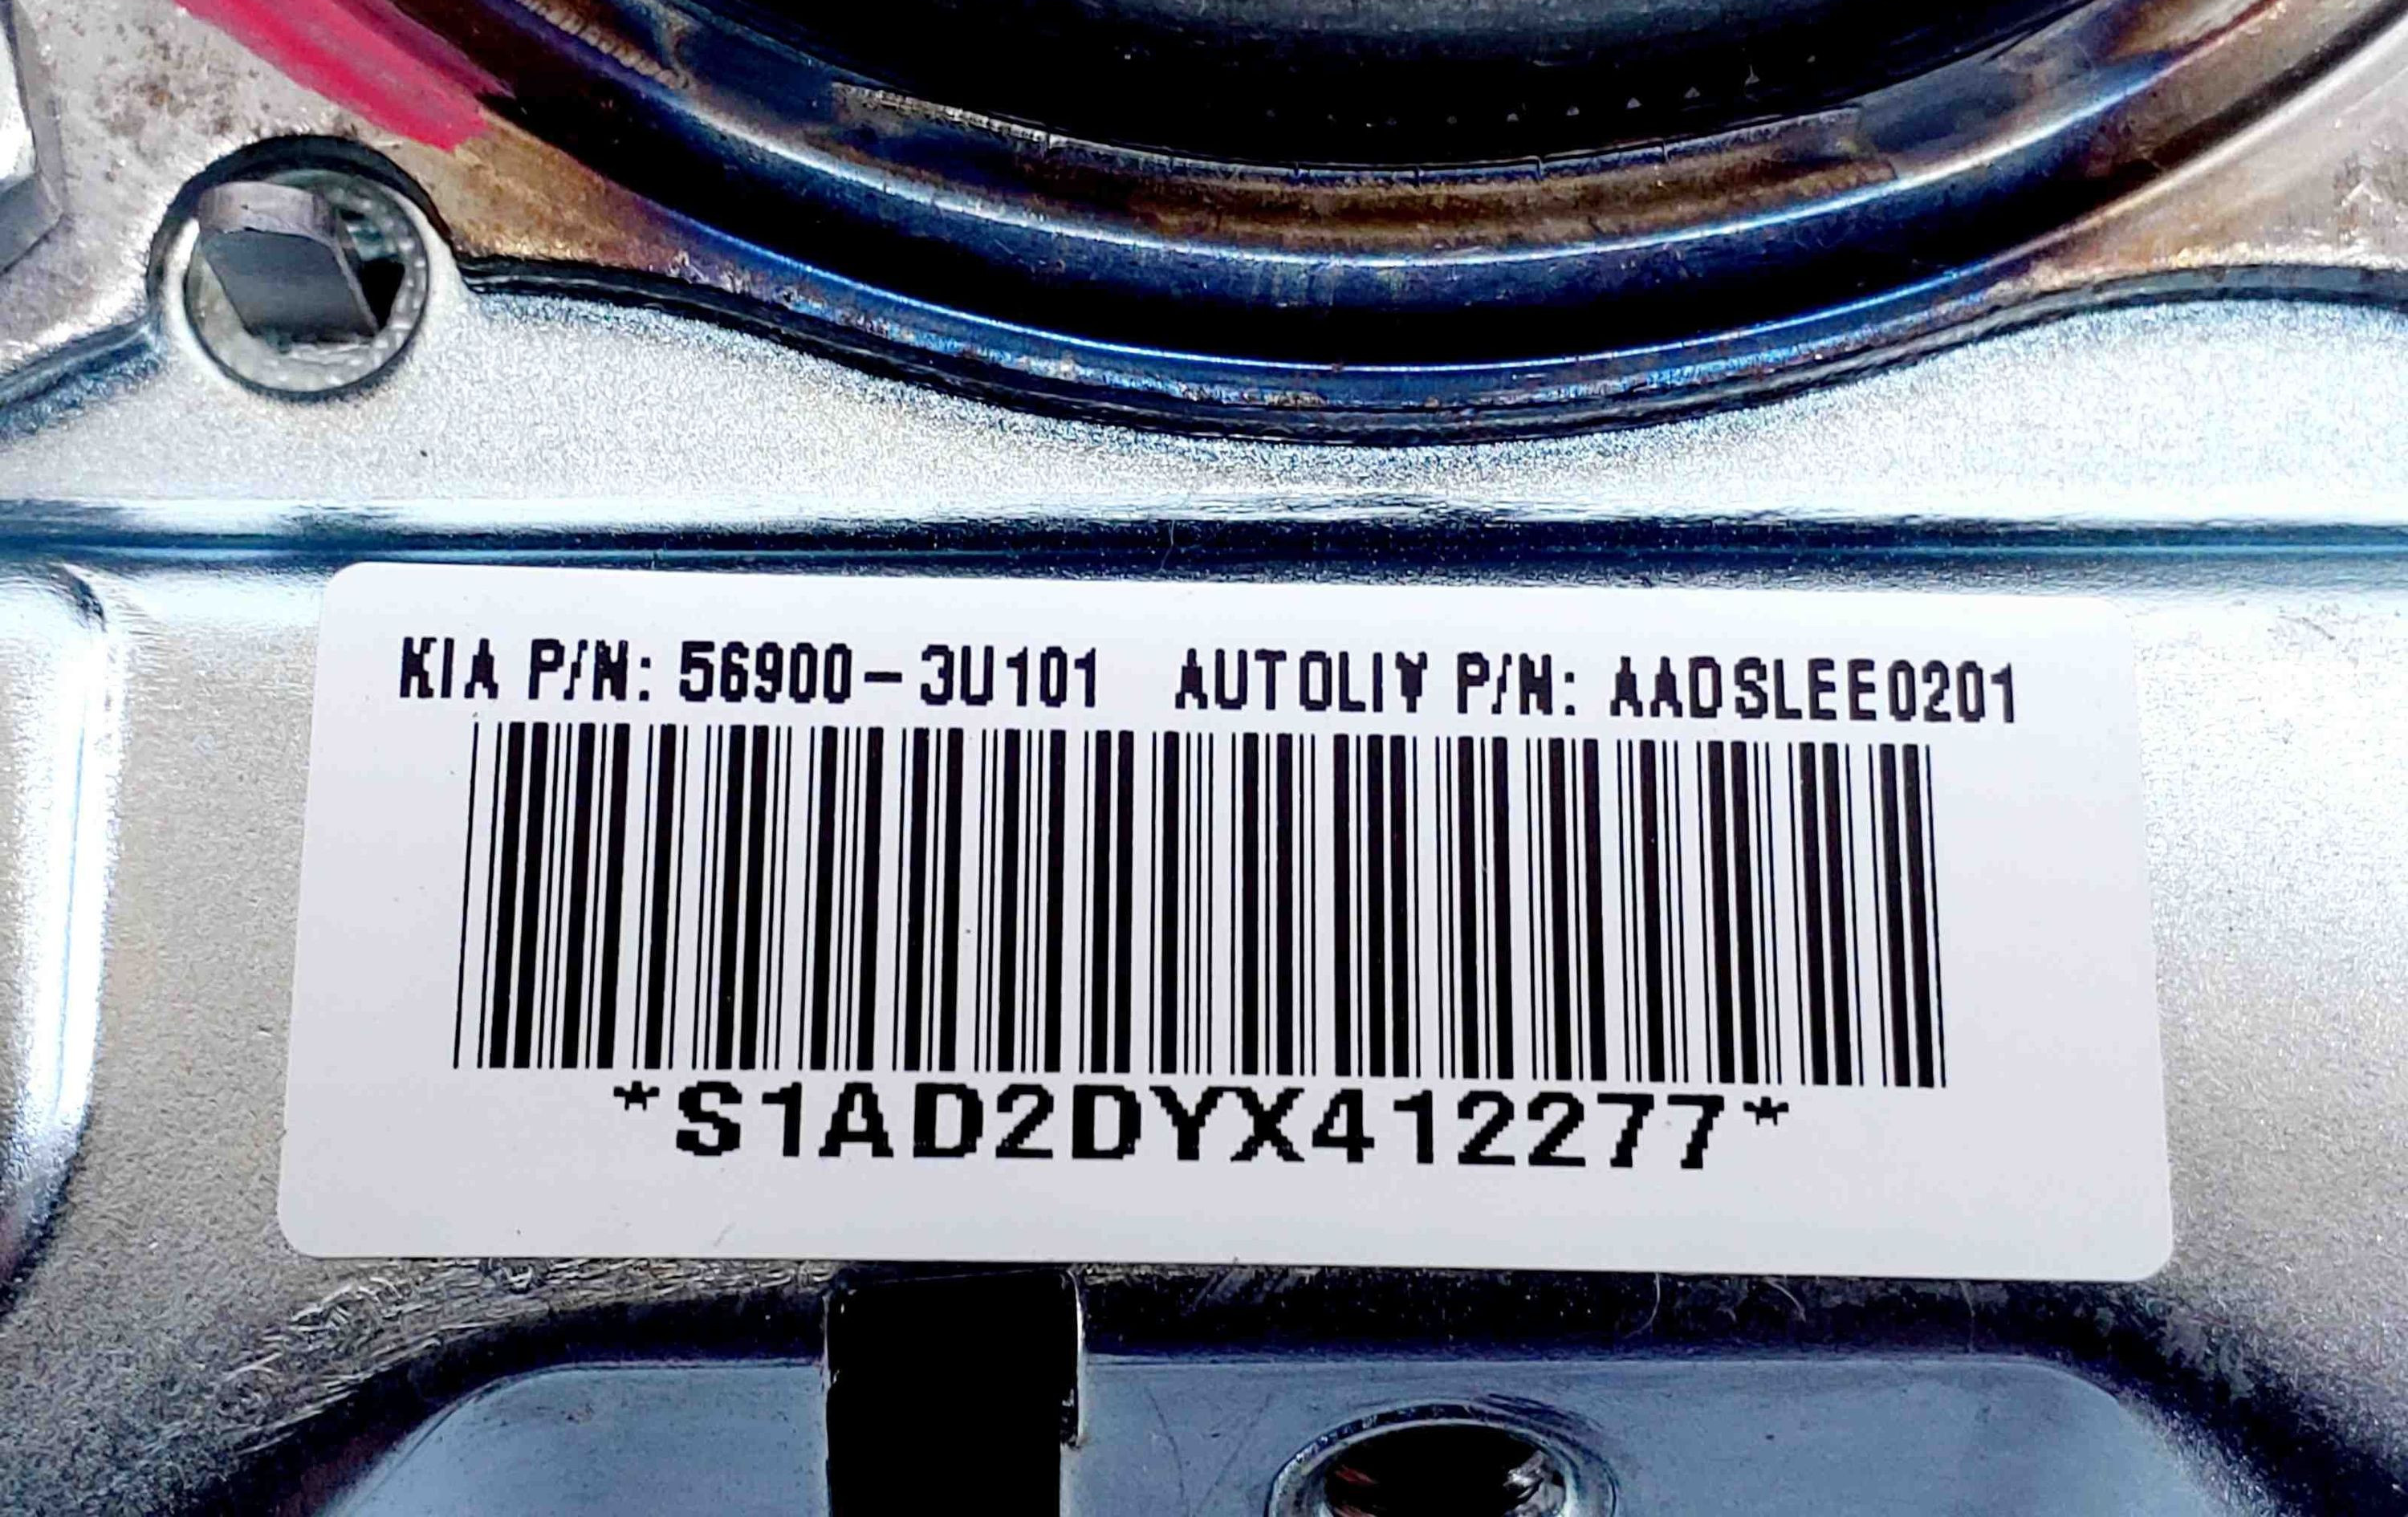 KIA P/N: 56900-3U101 AUTOLIV P/N: AADSLEE0201
*S1AD2DYX412277*